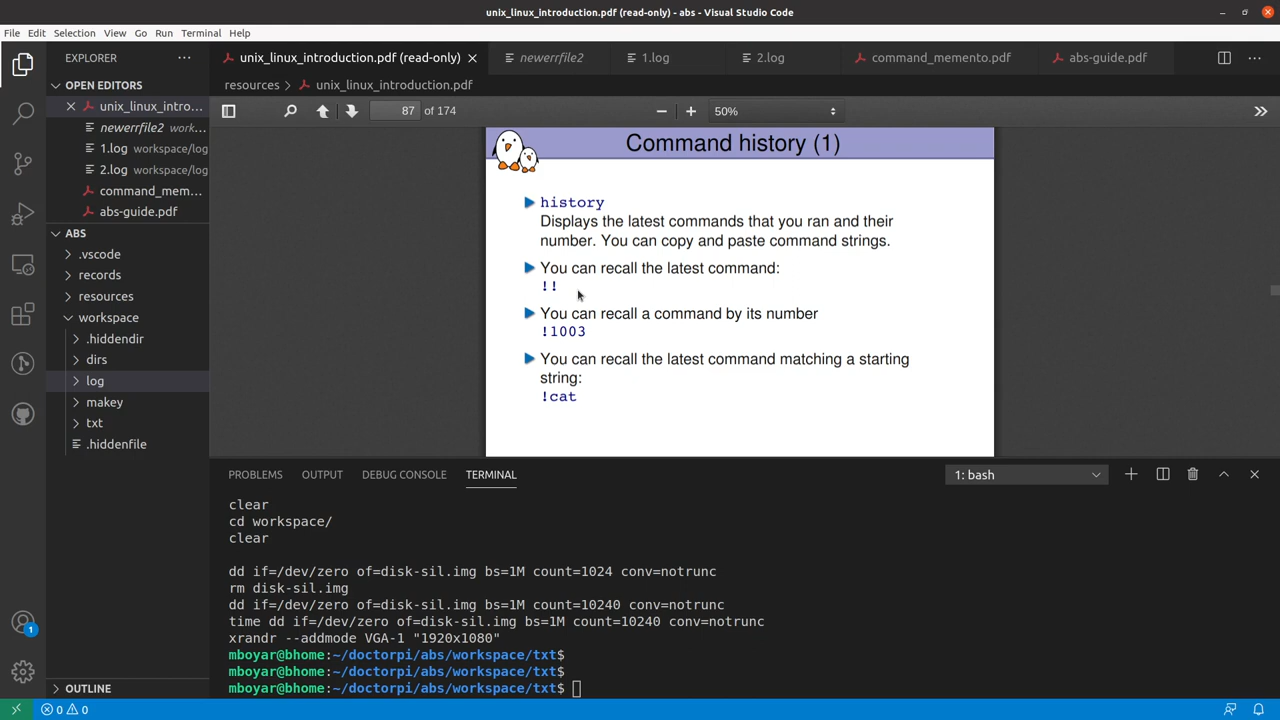 unix_linux_introduction.pdf (read-only) - abs - Visual Studio Code
File Edit Selection View Go Run Terminal Help
EXPLORER
unix_linux_introduction.pdf (read-only)
newerrfile2
1.log
2.log
command_memento.pdf
abs-guide.pdf
OPEN EDITORS
resources > unix_linux_introduction.pdf
unix_linux_intro...
newerrfile2 work...
1.log workspace/log
2.log workspace/log
command_mem...
abs-guide.pdf
ABS
.vscode
records
resources
workspace
.hiddendir
dirs
log
makey
txt
.hiddenfile
OUTLINE
87 of 174
50%
Command history (1)
history
Displays the latest commands that you ran and their
number. You can copy and paste command strings.
You can recall the latest command:
!!
You can recall a command by its number
!1003
You can recall the latest command matching a starting
string:
!cat
PROBLEMS OUTPUT DEBUG CONSOLE TERMINAL
1: bash
clear
cd workspace/
clear
dd if=/dev/zero of=disk-sil.img bs=1M count=1024 conv=notrunc
rm disk-sil.img
dd if=/dev/zero of=disk-sil.img bs=1M count=10240 conv=notrunc
time dd if=/dev/zero of=disk-sil.img bs=1M count=10240 conv=notrunc
xrandr --addmode VGA-1 "1920x1080"
mboyar@bhome:~/doctorpi/abs/workspace/txt$
mboyar@bhome:~/doctorpi/abs/workspace/txt$
mboyar@bhome:~/doctorpi/abs/workspace/txt$
1
0 0